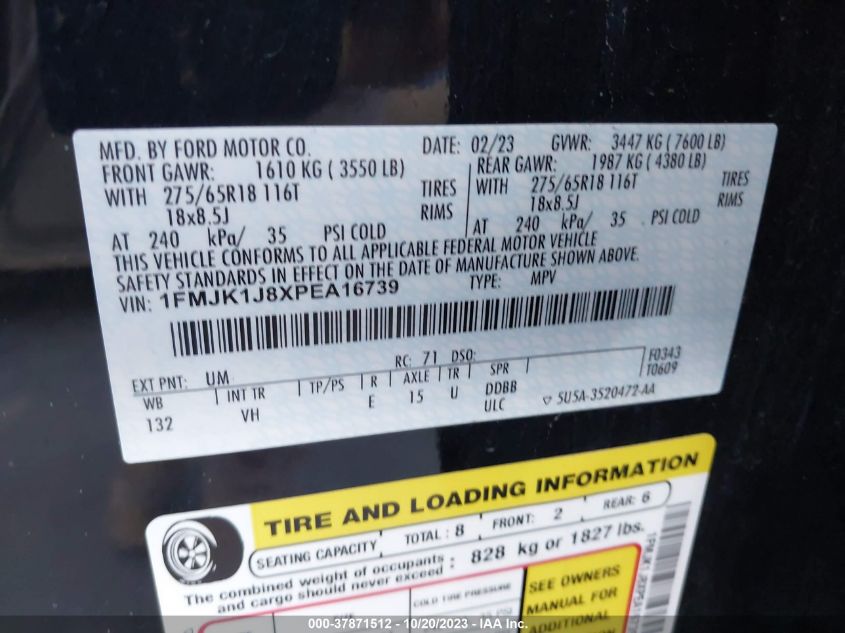 MFD. BY FORD MOTOR CO. DATE: 02/23 GVWR: 3447 KG ( 7600 LB)
FRONT GAWR: 1610 KG ( 3550 LB) REAR GAWR: 1987 KG ( 4380 LB)
WITH 275/65R18 116T TIRES WITH 275/65R18 116T TIRES
18x8.5J RIMS 18x8.5J RIMS
AT 240 kPa/ 35 PSI COLD AT 240 kPa/ 35 PSI COLD
THIS VEHICLE CONFORMS TO ALL APPLICABLE FEDERAL MOTOR VEHICLE
SAFETY STANDARDS IN EFFECT ON THE DATE OF MANUFACTURE SHOWN ABOVE.
VIN: 1FMJK1J8XPEA16739 TYPE: MPV
RC: 71 DSO: F0343
EXT PNT: UM T0609
WB INT TR TP/PS R AXLE TR SPR
132 VH E 15 U DDBB
ULC ▽ 5U5A-3520472-AA
TIRE AND LOADING INFORMATION
SEATING CAPACITY TOTAL : 8 FRONT: 2 REAR: 6
The combined weight of occupants : 828 kg or 1827 lbs.
and cargo should never exceed
COLD TIRE PRESSURE
SEE OWNERS
MANUAL FOR
ADDITIONAL
000-37871512 - 10/20/2023 - IAA Inc.